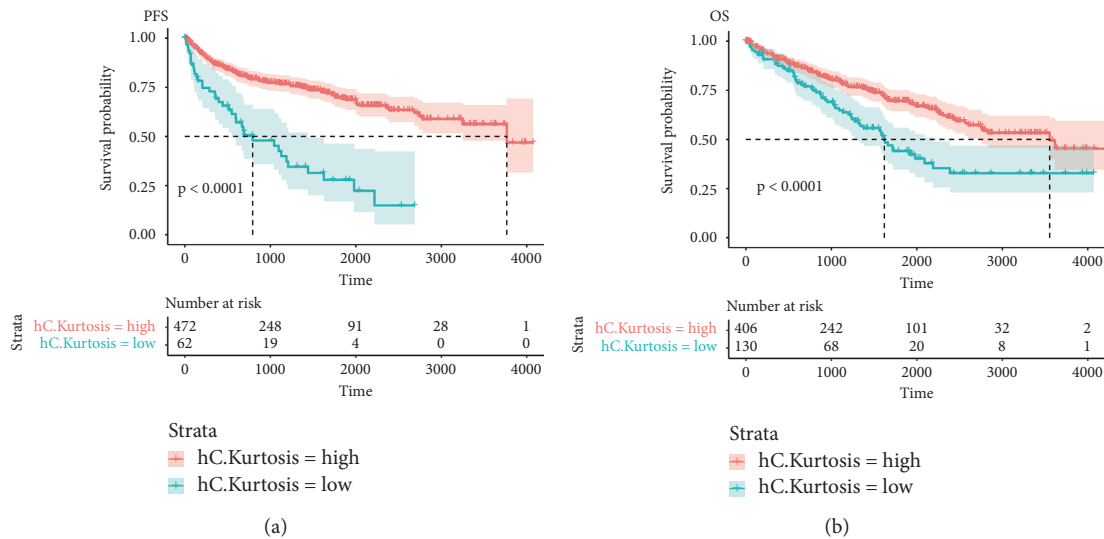 PFS
Survival probability
1.00
0.75
0.50
0.25
0.00
p < 0.0001
0 1000 2000 3000 4000
Time
Number at risk
Strata
hC.Kurtosis = high 472 248 91 28 1
hC.Kurtosis = low 62 19 4 0 0
0 1000 2000 3000 4000
Time
Strata
hC.Kurtosis = high
hC.Kurtosis = low
(a)
OS
Survival probability
1.00
0.75
0.50
0.25
0.00
p < 0.0001
0 1000 2000 3000 4000
Time
Number at risk
Strata
hC.Kurtosis = high 406 242 101 32 2
hC.Kurtosis = low 130 68 20 8 1
0 1000 2000 3000 4000
Time
Strata
hC.Kurtosis = high
hC.Kurtosis = low
(b)